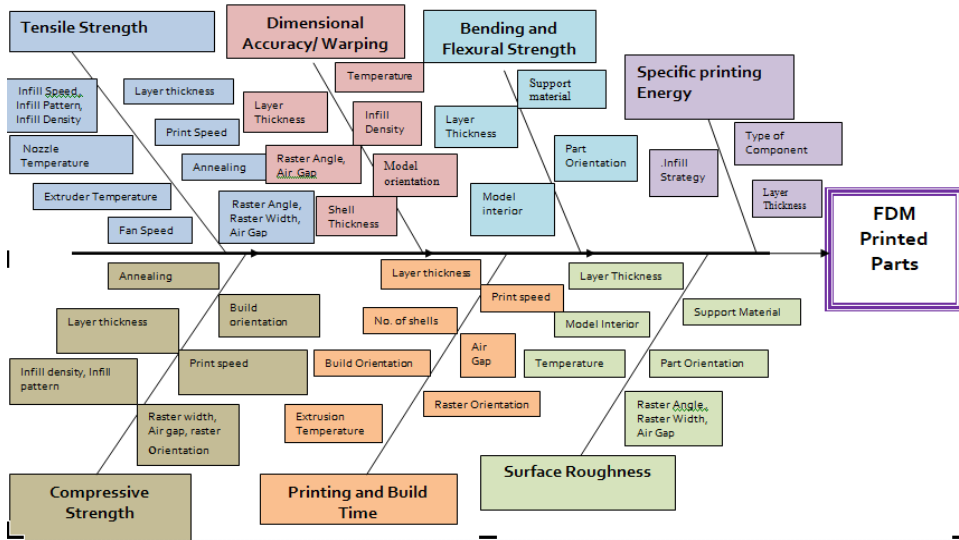 Tensile Strength
Dimensional
Accuracy/ Warping
Bending and
Flexural Strength
Specific printing
Energy
Infill Speed,
Infill Pattern,
Infill Density
Layer thickness
Nozzle
Temperature
Print Speed
Annealing
Extruder Temperature
Raster Angle,
Raster Width,
Air Gap
Fan Speed
Temperature
Layer
Thickness
Infill
Density
Raster Angle,
Air Gap
Model
orientation
Shell
Thickness
Support
material
Layer
Thickness
Part
Orientation
Model
interior
Type of
Component
.Infill
Strategy
Layer
Thickness
FDM
Printed
Parts
Annealing
Build
orientation
Layer thickness
Print speed
Infill density, Infill
pattern
Raster width,
Air gap, raster
Orientation
Layer thickness
Print speed
No. of shells
Air
Gap
Build Orientation
Raster Orientation
Extrusion
Temperature
Layer Thickness
Support Material
Model Interior
Temperature
Part Orientation
Raster Angle,
Raster Width,
Air Gap
Compressive
Strength
Printing and Build
Time
Surface Roughness